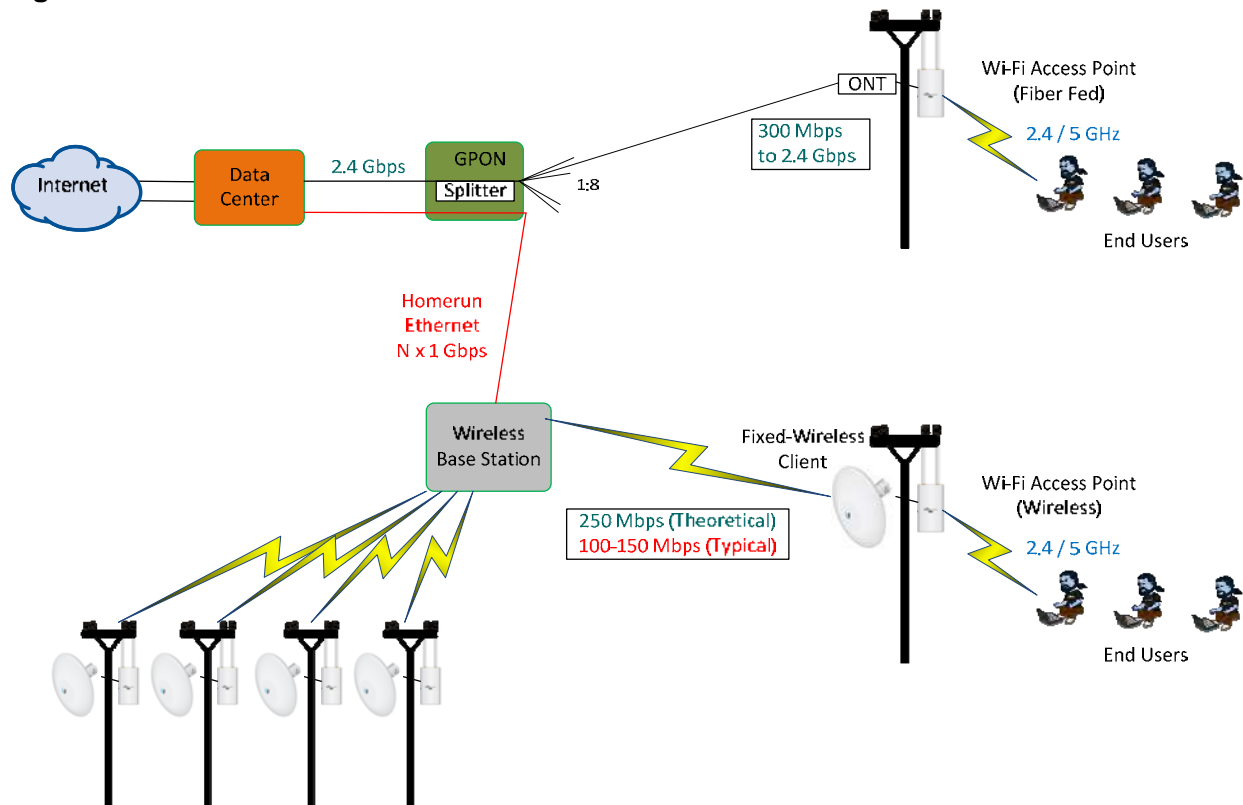 ONT
Wi-Fi Access Point
(Fiber Fed)
2.4 / 5 GHz
300 Mbps
to 2.4 Gbps
End Users
Internet
Data
Center
2.4 Gbps
GPON
Splitter
1:8
Homerun
Ethernet
N x 1 Gbps
Wireless
Base Station
Fixed-Wireless
Client
250 Mbps (Theoretical)
100-150 Mbps (Typical)
Wi-Fi Access Point
(Wireless)
2.4 / 5 GHz
End Users